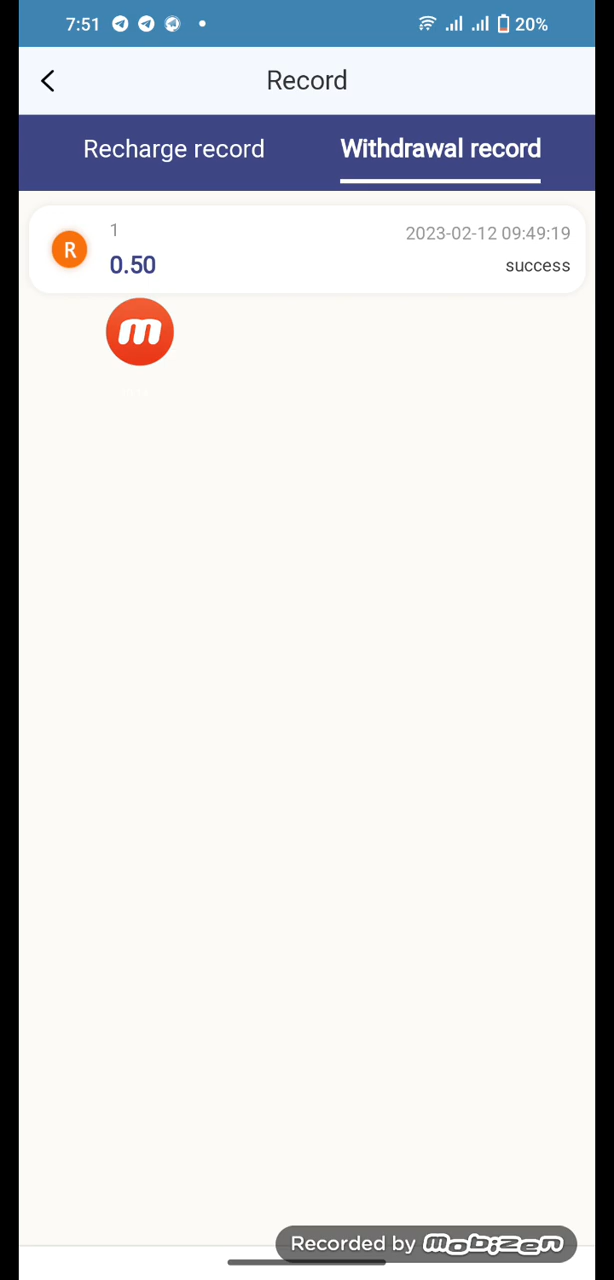 7:51 20%
Record
Recharge record Withdrawal record
1 2023-02-12 09:49:19
R 0.50 success
m
Recorded by mobizen